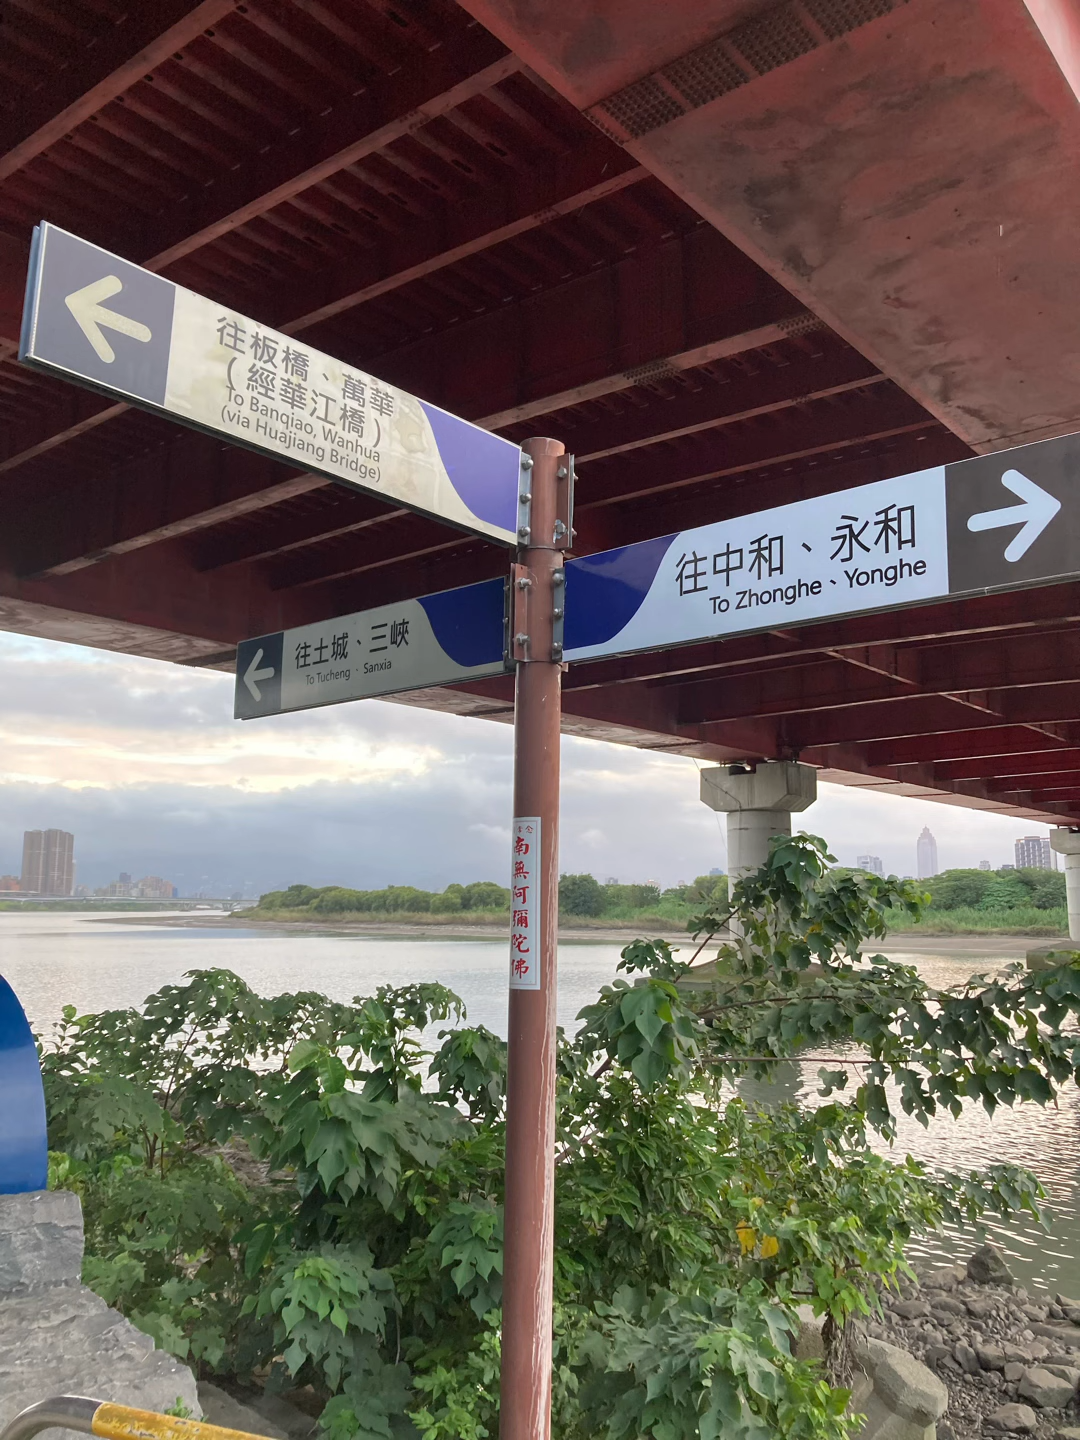 往板橋、萬華
(經華江橋)
To Banqiao, Wanhua
(via Huajiang Bridge)
往中和、永和
To Zhonghe、Yonghe
往土城、三峽
To Tucheng · Sanxia
南無阿彌陀佛